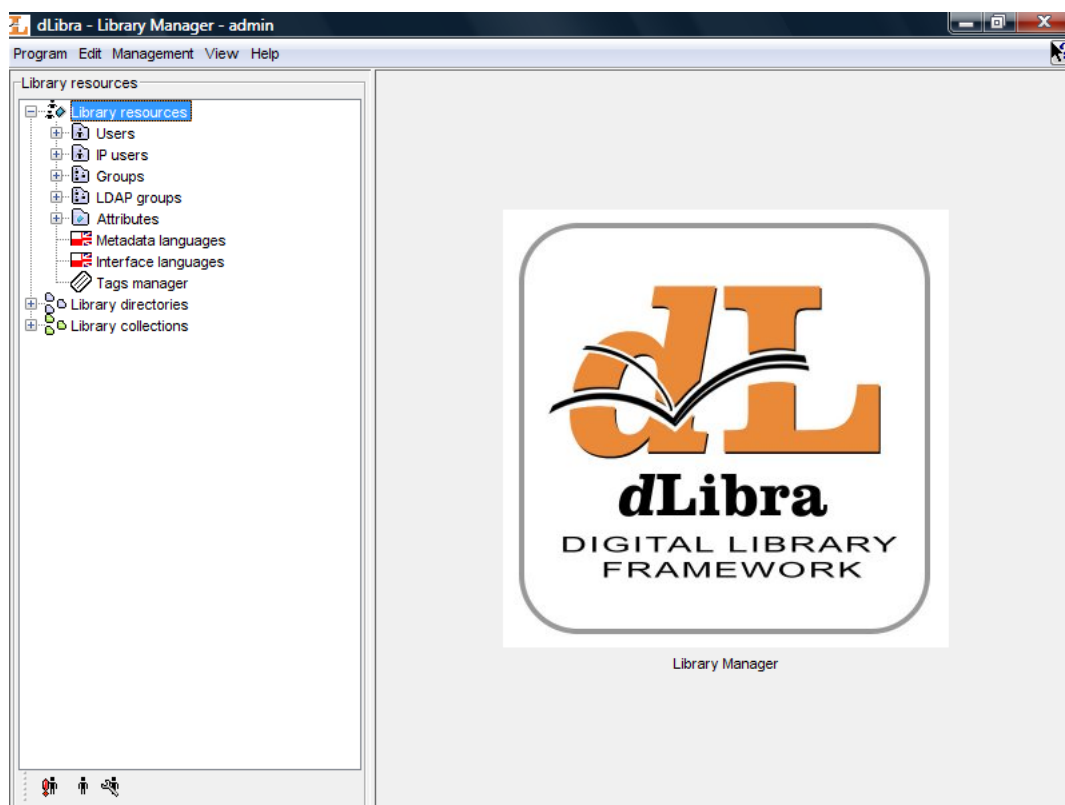 dLibra - Library Manager - admin
Program Edit Management View Help
Library resources
Library resources
Users
IP users
Groups
LDAP groups
Attributes
Metadata languages
Interface languages
Tags manager
Library directories
Library collections
dL
dLibra
DIGITAL LIBRARY
FRAMEWORK
Library Manager